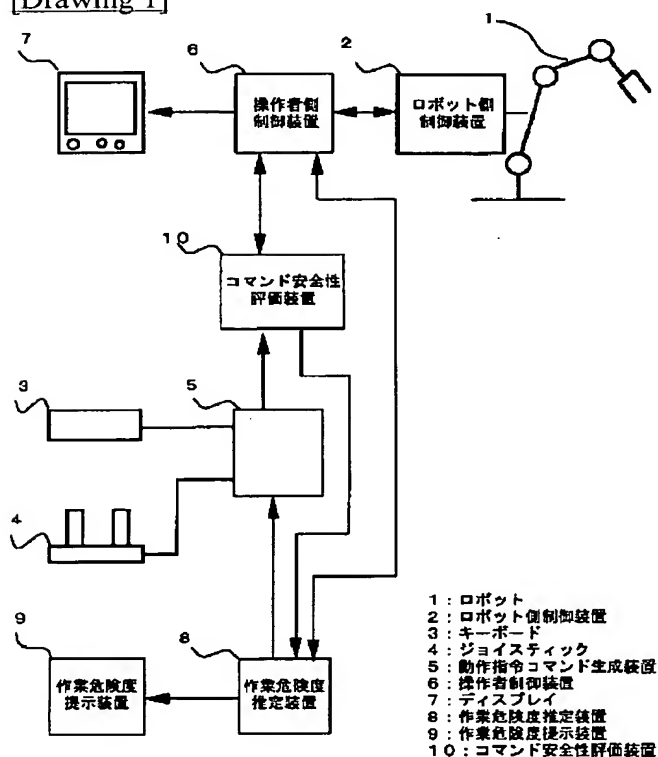 [Drawing 1]
7
6
2
1
操作者側
制御装置
ロボット側
制御装置
10
コマンド安全性
評価装置
3
5
4
9
8
作業危険度
提示装置
作業危険度
推定装置
1:ロボット
2:ロボット側制御装置
3:キーボード
4:ジョイスティック
5:動作指令コマンド生成装置
6:操作者制御装置
7:ディスプレイ
8:作業危険度推定装置
9:作業危険度提示装置
10:コマンド安全性評価装置